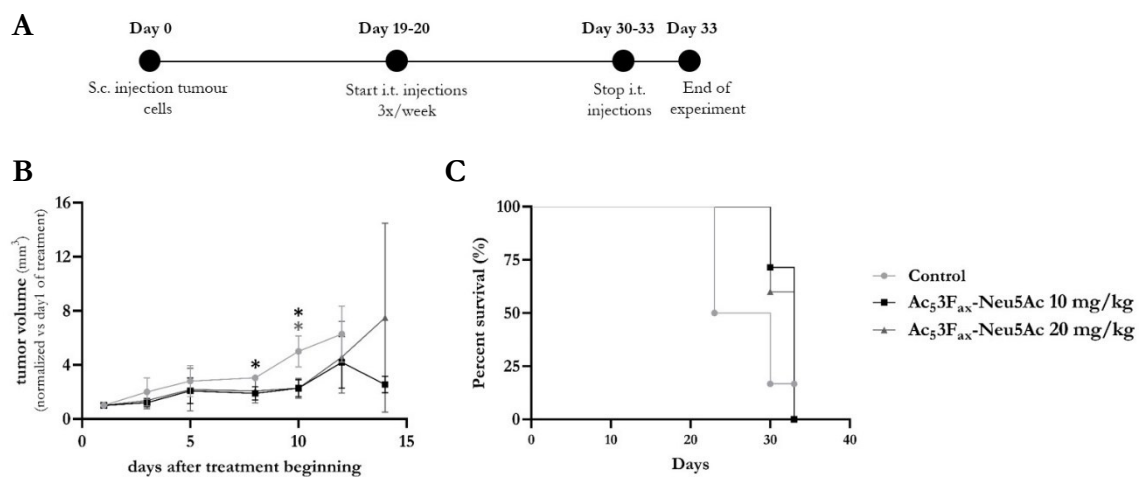 A
Day 0
Day 19-20
Day 30-33
Day 33
S.c. injection tumour
cells
Start i.t. injections
3x/week
Stop i.t.
injections
End of
experiment
B
tumor volume (mm³)
(normalized vs day1 of treatment)
16
12
8
4
0
*
*
*
0
5
10
15
days after treatment beginning
C
Percent survival (%)
100
75
50
25
0
0
10
20
30
40
Days
Control
Ac₅3Fₐₓ-Neu5Ac 10 mg/kg
Ac₅3Fₐₓ-Neu5Ac 20 mg/kg